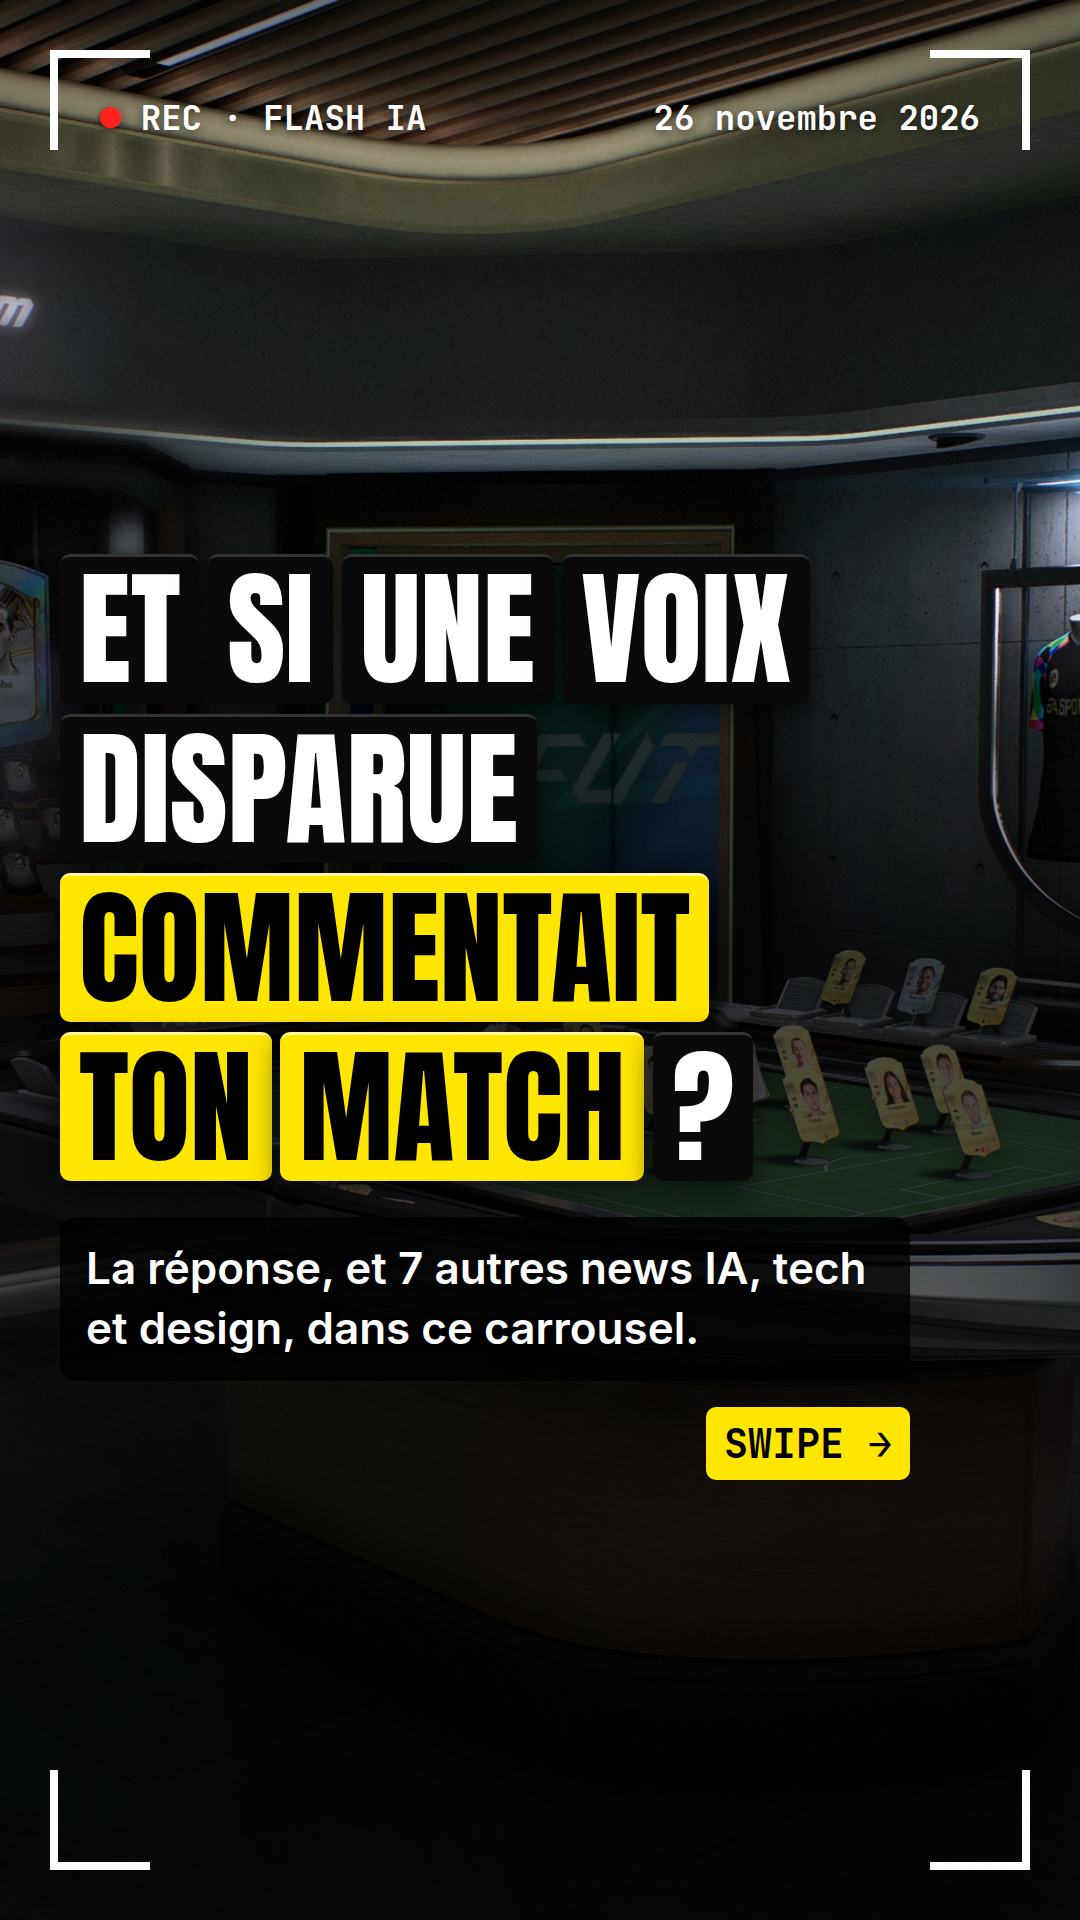 REC · FLASH IA
26 novembre 2026
m
ET SI UNE VOIX
DISPARUE
FUT
COMMENTAIT
TON MATCH ?
La réponse, et 7 autres news IA, tech
et design, dans ce carrousel.
SWIPE →